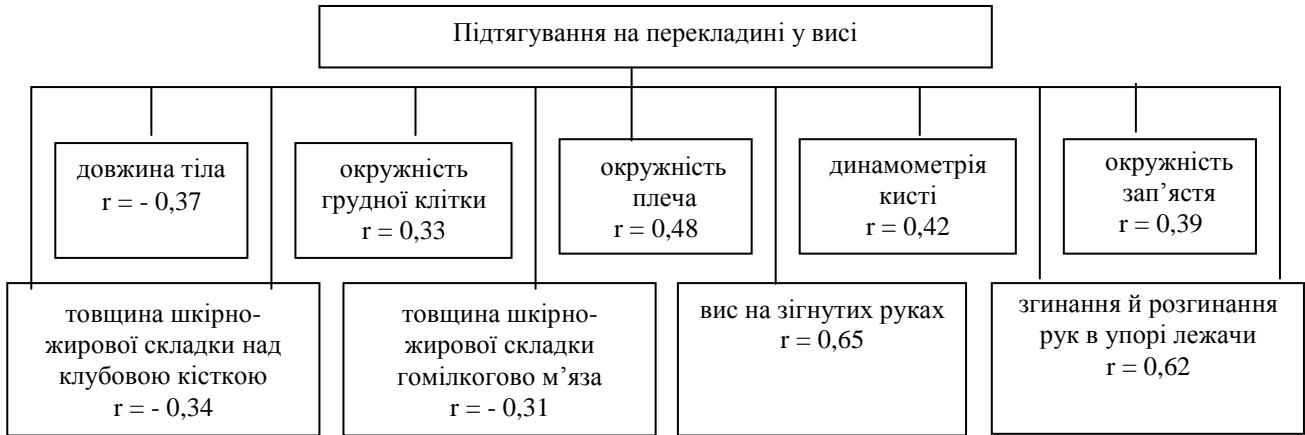 Підтягування на перекладині у висі
довжина тіла
r = - 0,37
окружність
грудної клітки
r = 0,33
окружність
плеча
r = 0,48
динамометрія
кисті
r = 0,42
окружність
зап’ястя
r = 0,39
товщина шкірно-
жирової складки над
клубовою кісткою
r = - 0,34
товщина шкірно-
жирової складки
гомілкогово м’яза
r = - 0,31
вис на зігнутих руках
r = 0,65
згинання й розгинання
рук в упорі лежачи
r = 0,62